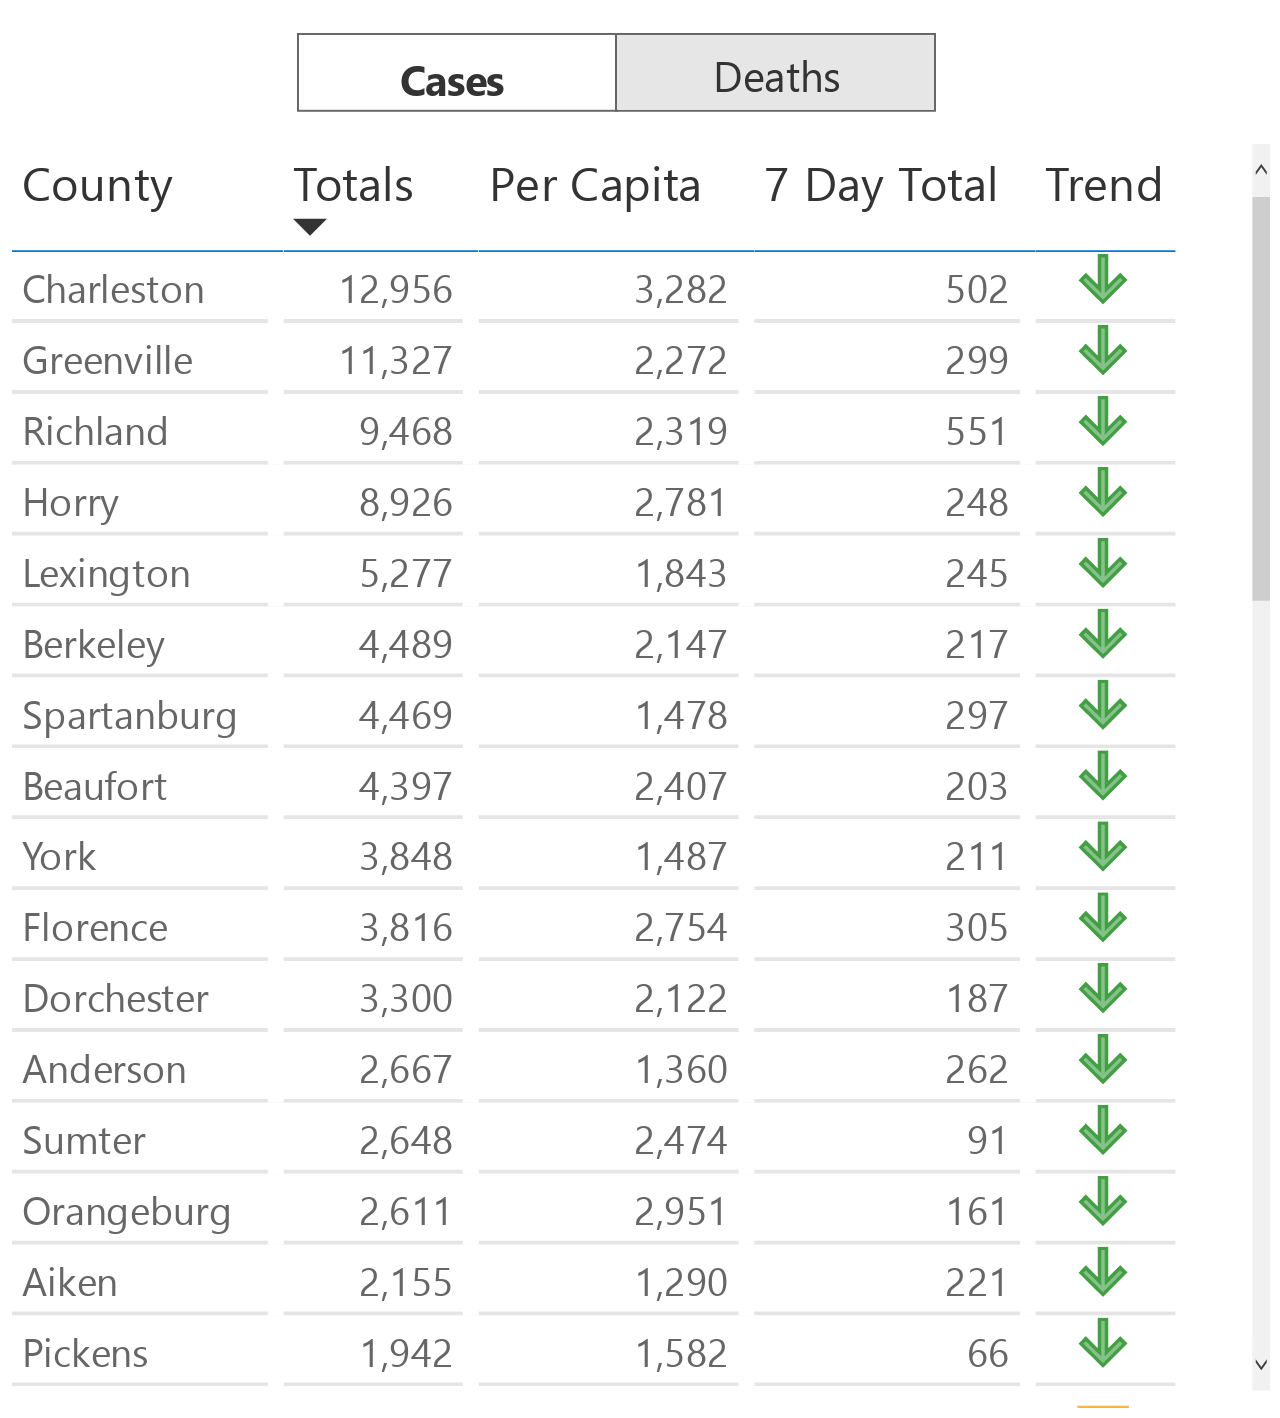 Cases Deaths
County Totals Per Capita 7 Day Total Trend
Charleston 12,956 3,282 502
Greenville 11,327 2,272 299
Richland 9,468 2,319 551
Horry 8,926 2,781 248
Lexington 5,277 1,843 245
Berkeley 4,489 2,147 217
Spartanburg 4,469 1,478 297
Beaufort 4,397 2,407 203
York 3,848 1,487 211
Florence 3,816 2,754 305
Dorchester 3,300 2,122 187
Anderson 2,667 1,360 262
Sumter 2,648 2,474 91
Orangeburg 2,611 2,951 161
Aiken 2,155 1,290 221
Pickens 1,942 1,582 66